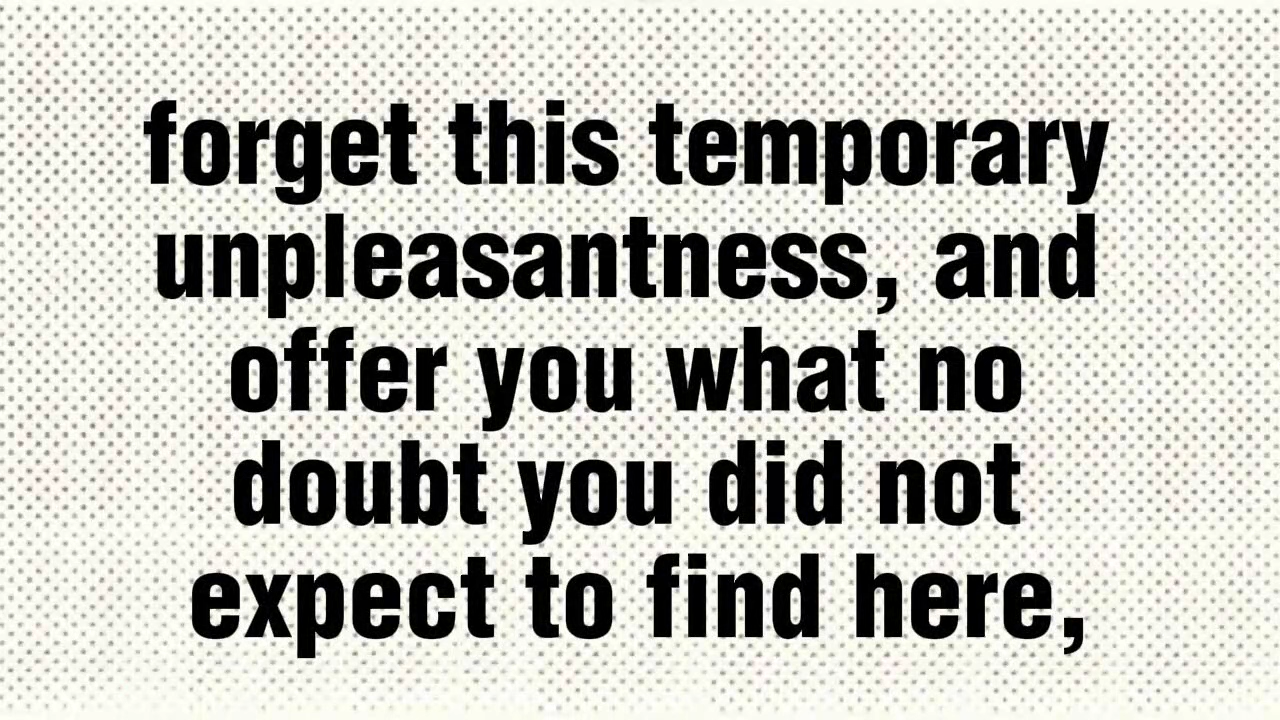 forget this temporary
unpleasantness, and
offer you what no
doubt you did not
expect to find here,